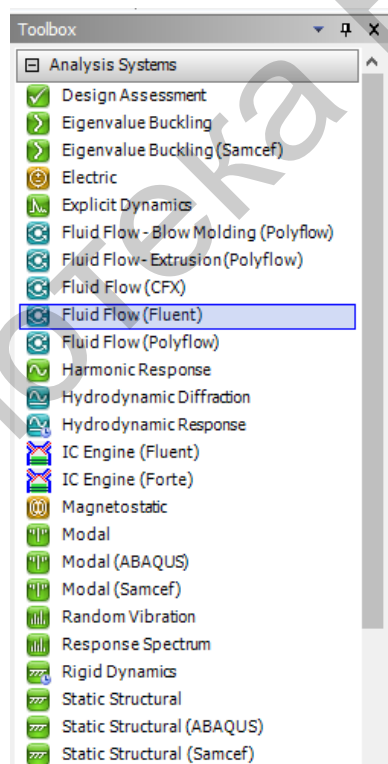 Toolbox
Analysis Systems
Design Assessment
Eigenvalue Buckling
Eigenvalue Buckling (Samcef)
Electric
Explicit Dynamics
Fluid Flow - Blow Molding (Polyflow)
Fluid Flow- Extrusion (Polyflow)
Fluid Flow (CFX)
Fluid Flow (Fluent)
Fluid Flow (Polyflow)
Harmonic Response
Hydrodynamic Diffraction
Hydrodynamic Response
IC Engine (Fluent)
IC Engine (Forte)
Magnetostatic
Modal
Modal (ABAQUS)
Modal (Samcef)
Random Vibration
Response Spectrum
Rigid Dynamics
Static Structural
Static Structural (ABAQUS)
Static Structural (Samcef)